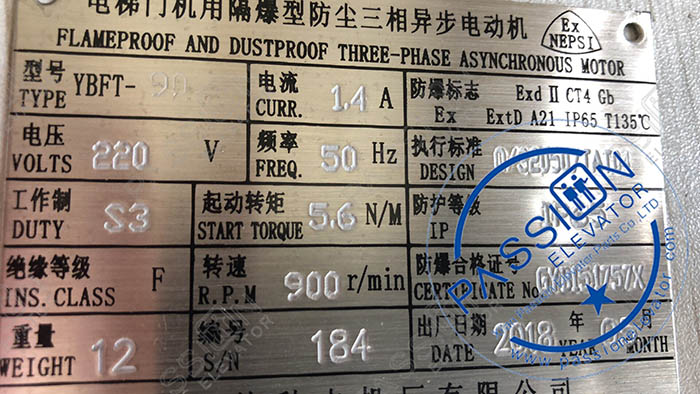 电梯门机用隔爆型防尘三相异步电动机
FLAMEPROOF AND DUSTPROOF THREE-PHASE ASYNCHRONOUS MOTOR
Ex
NEPSI
型号
TYPE YBFT-
电流
CURR. 1.4 A
防爆标志 Exd II CT4 Gb
Ex ExtD A21 IP65 T135℃
电压
VOLTS 220 V
频率
FREQ. 50 Hz
执行标准
DESIGN
工作制
DUTY S3
起动转矩
START TORQUE 5.6 N/M
防护等级
IP
绝缘等级
INS. CLASS F
转速
R.P.M 900 r/min
防爆合格证号
CERTIFICATE No
重量
WEIGHT 12
编号
S/N 184
出厂日期 2018 年 月
DATE YEAR MONTH
有限公司
PASSION
ELEVATOR